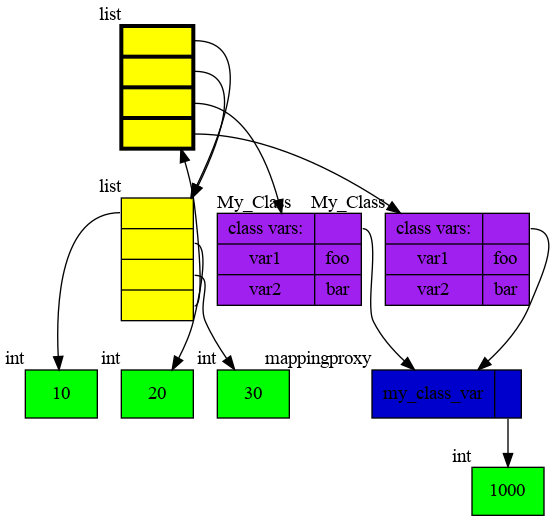 list
list
My_Class My_Class
class vars: class vars:
var1 foo var1 foo
var2 bar var2 bar
int int int mappingproxy
10 20 30 my_class_var
int
1000